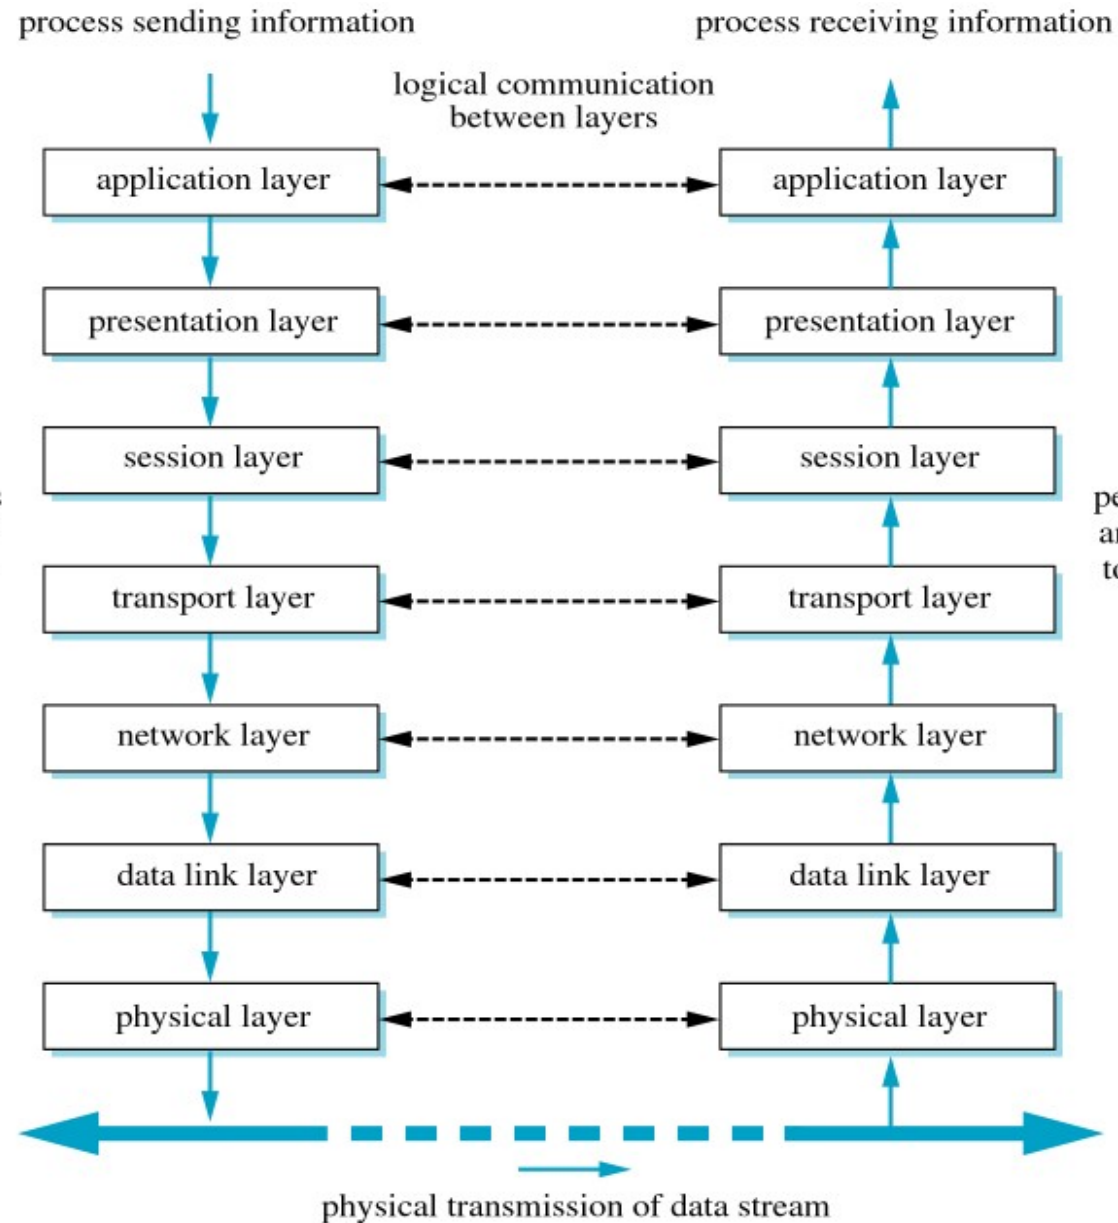 process sending information
process receiving information
logical communication
between layers
application layer
application layer
presentation layer
presentation layer
session layer
session layer
transport layer
transport layer
network layer
network layer
data link layer
data link layer
physical layer
physical layer
physical transmission of data stream